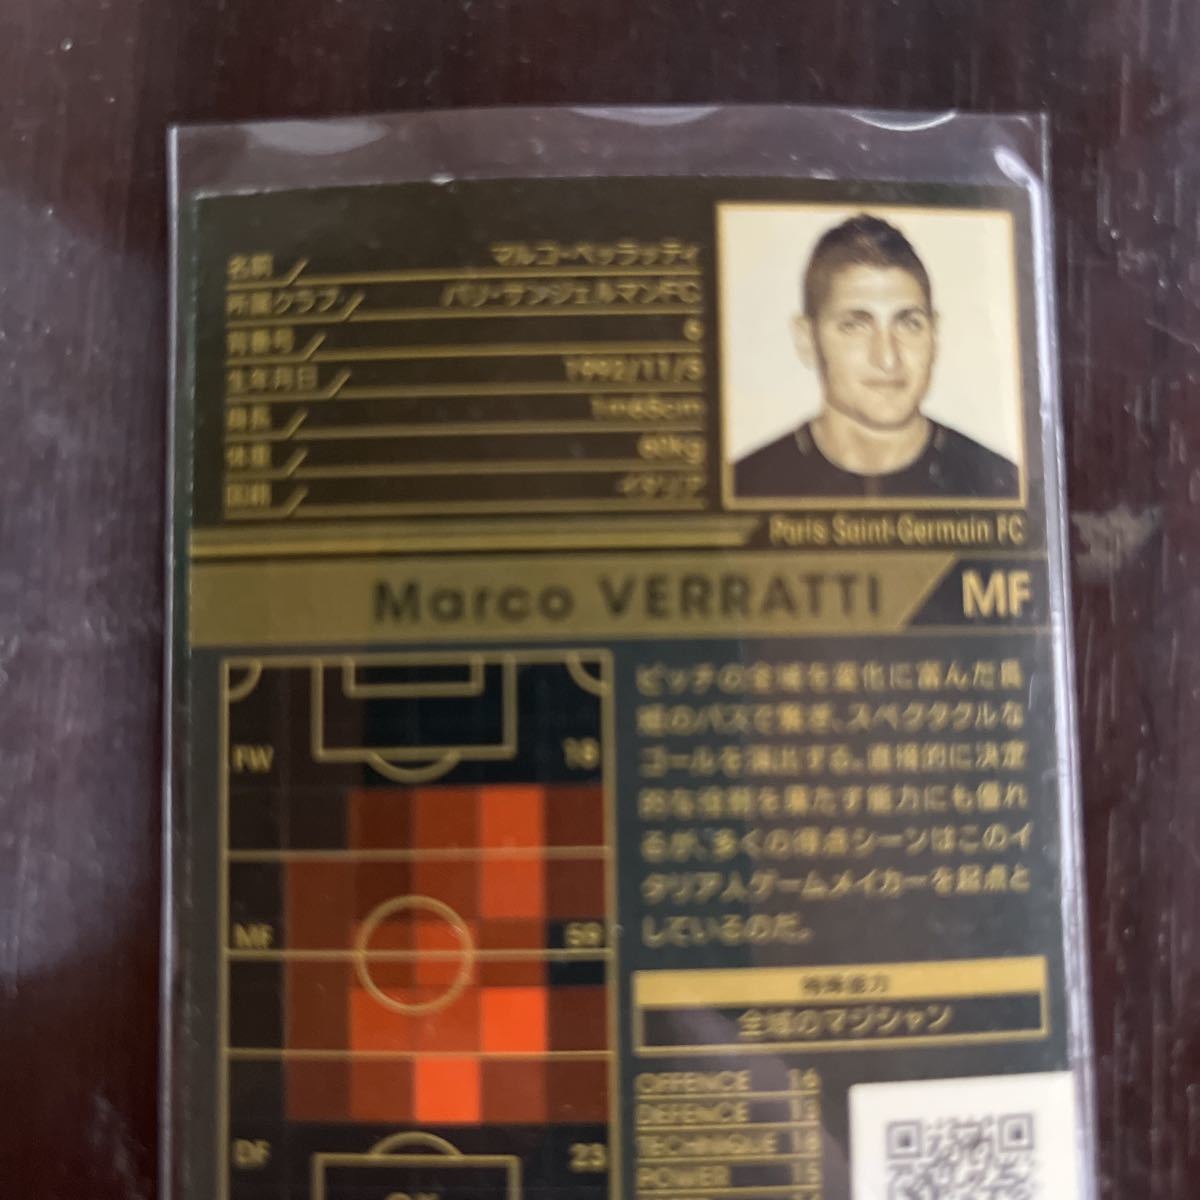 名前 マルコ・ベッラッティ
所属クラブ パリ・サンジェルマンFC
背番号 6
生年月日 1992/11/5
身長 1m65cm
体重 60kg
国籍 イタリア
Paris Saint-Germain FC
Marco VERRATTI MF
ピッチの全域を変化に富んだ長
域のパスで繋ぎ、スペクタクルな
ゴールを演出する。直接的に決定
的な役割を果たす能力にも優れ
るが、多くの得点シーンはこのイ
タリア人ゲームメイカーを起点と
しているのだ。
特殊能力
全域のマジシャン
FW 18
MF 59
DF 23
OFFENCE 16
DEFENCE 13
TECHNIQUE 18
POWER 15